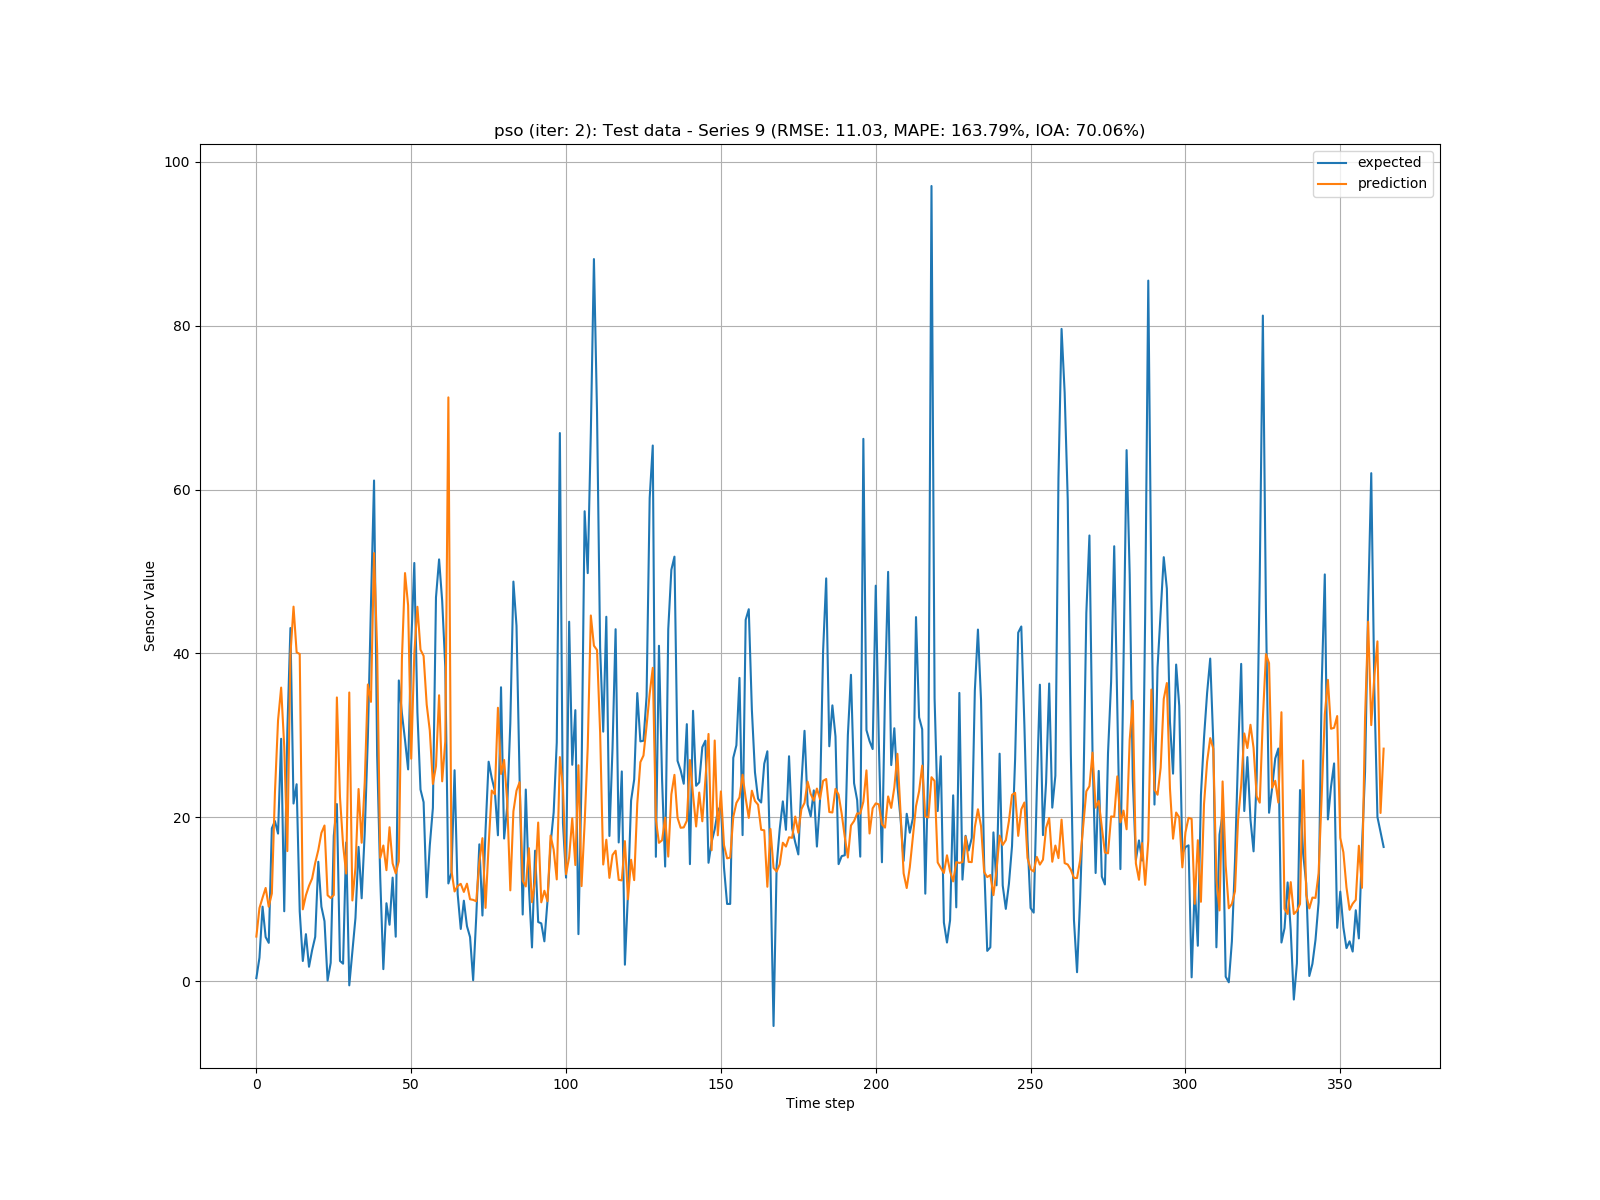 pso (iter: 2): Test data - Series 9 (RMSE: 11.03, MAPE: 163.79%, IOA: 70.06%)
expected
prediction
100
80
60
40
20
0
Sensor Value
0 50 100 150 200 250 300 350
Time step